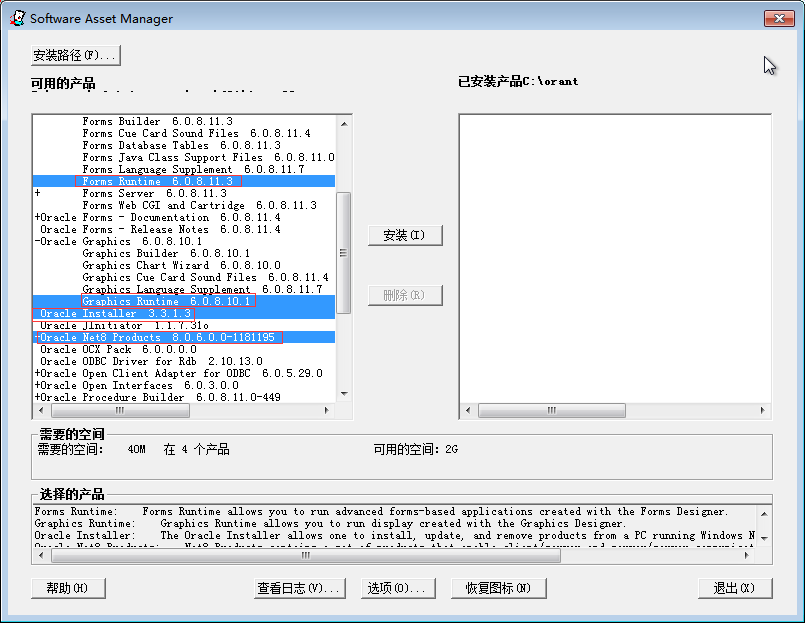 Software Asset Manager
安装路径(F)...
可用的产品
已安装产品C:\orant
Forms Builder 6.0.8.11.3
Forms Cue Card Sound Files 6.0.8.11.4
Forms Database Tables 6.0.8.11.3
Forms Java Class Support Files 6.0.8.11.0
Forms Language Supplement 6.0.8.11.7
Forms Runtime 6.0.8.11.3
+ Forms Server 6.0.8.11.3
Forms Web CGI and Cartridge 6.0.8.11.3
+Oracle Forms - Documentation 6.0.8.11.4
Oracle Forms - Release Notes 6.0.8.11.4
-Oracle Graphics 6.0.8.10.1
Graphics Builder 6.0.8.10.1
Graphics Chart Wizard 6.0.8.10.0
Graphics Cue Card Sound Files 6.0.8.11.4
Graphics Language Supplement 6.0.8.11.7
Graphics Runtime 6.0.8.10.1
Oracle Installer 3.3.1.3
Oracle JInitiator 1.1.7.31o
-Oracle Net8 Products 8.0.6.0.0-1181195
Oracle OCX Pack 6.0.0.0.0
Oracle ODBC Driver for Rdb 2.10.13.0
+Oracle Open Client Adapter for ODBC 6.0.5.29.0
+Oracle Open Interfaces 6.0.3.0.0
+Oracle Procedure Builder 6.0.8.11.0-449
安装(I)
删除(R)
需要的空间
需要的空间: 40M 在 4 个产品
可用的空间: 2G
选择的产品
Forms Runtime: Forms Runtime allows you to run advanced forms-based applications created with the Forms Designer.
Graphics Runtime: Graphics Runtime allows you to run display created with the Graphics Designer.
Oracle Installer: The Oracle Installer allows one to install, update, and remove products from a PC running Windows N
帮助(H)
查看日志(V)...
选项(O)...
恢复图标(N)
退出(X)